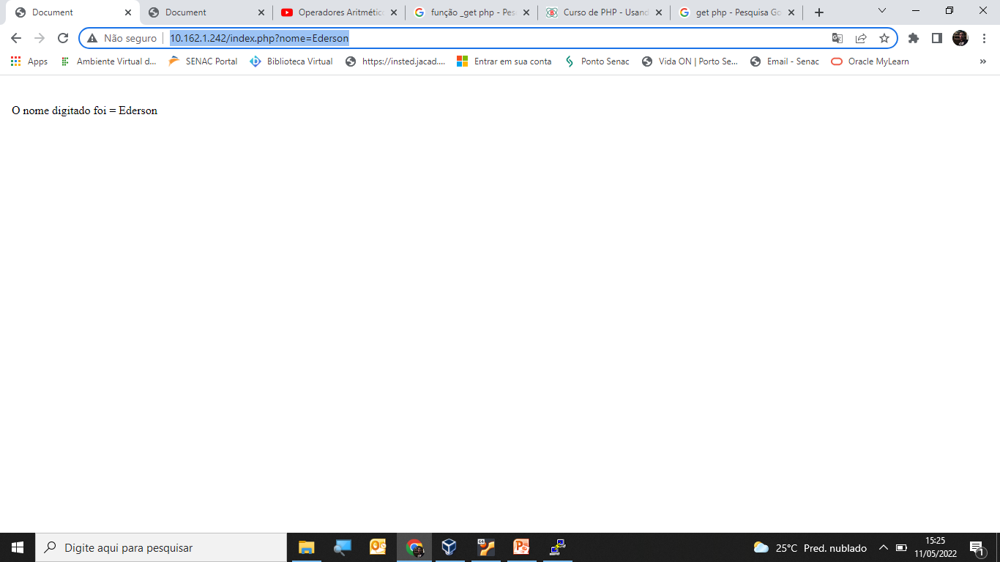 Document
Document
Operadores Aritmétic
função _get php - Pes
Curso de PHP - Usand
get php - Pesquisa Go
Não seguro
10.162.1.242/index.php?nome=Ederson
Apps
Ambiente Virtual d...
SENAC Portal
Biblioteca Virtual
https://insted.jacad....
Entrar em sua conta
Ponto Senac
Vida ON | Porto Se...
Email - Senac
Oracle MyLearn
»
O nome digitado foi = Ederson
Digite aqui para pesquisar
25°C Pred. nublado
15:25
11/05/2022
1